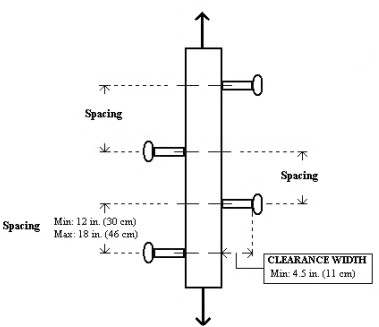 Spacing
Spacing
Spacing
Min: 12 in. (30 cm)
Max: 18 in. (46 cm)
CLEARANCE WIDTH
Min: 4.5 in. (11 cm)